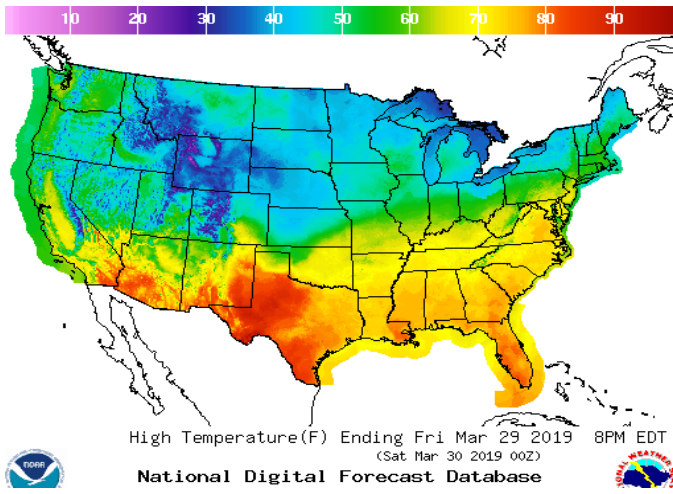 10 20 30 40 50 60 70 80 90
High Temperature(F) Ending Fri Mar 29 2019 8PM EDT
(Sat Mar 30 2019 00Z)
National Digital Forecast Database
NOAA